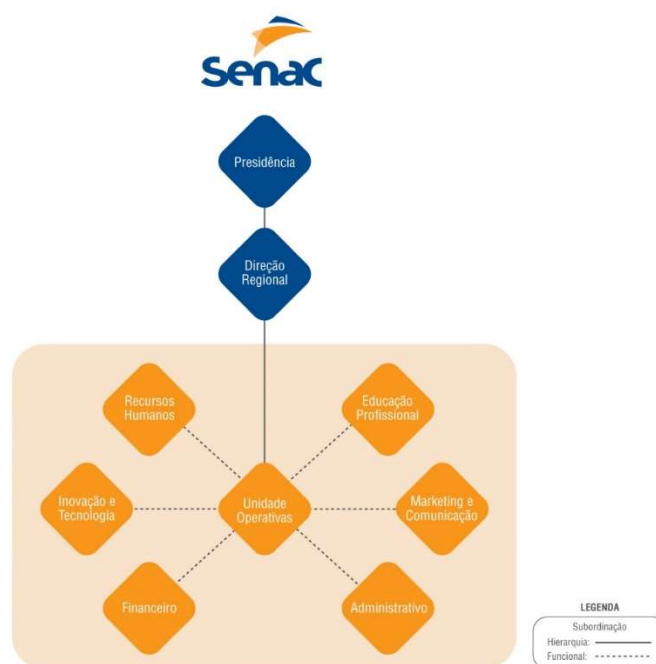 Senac
Presidência
Direção
Regional
Recursos
Humanos
Educação
Profissional
Inovação e
Tecnologia
Unidade
Operativas
Marketing e
Comunicação
Financeiro
Administrativo
LEGENDA
Subordinação
Hierarquia:
Funcional: